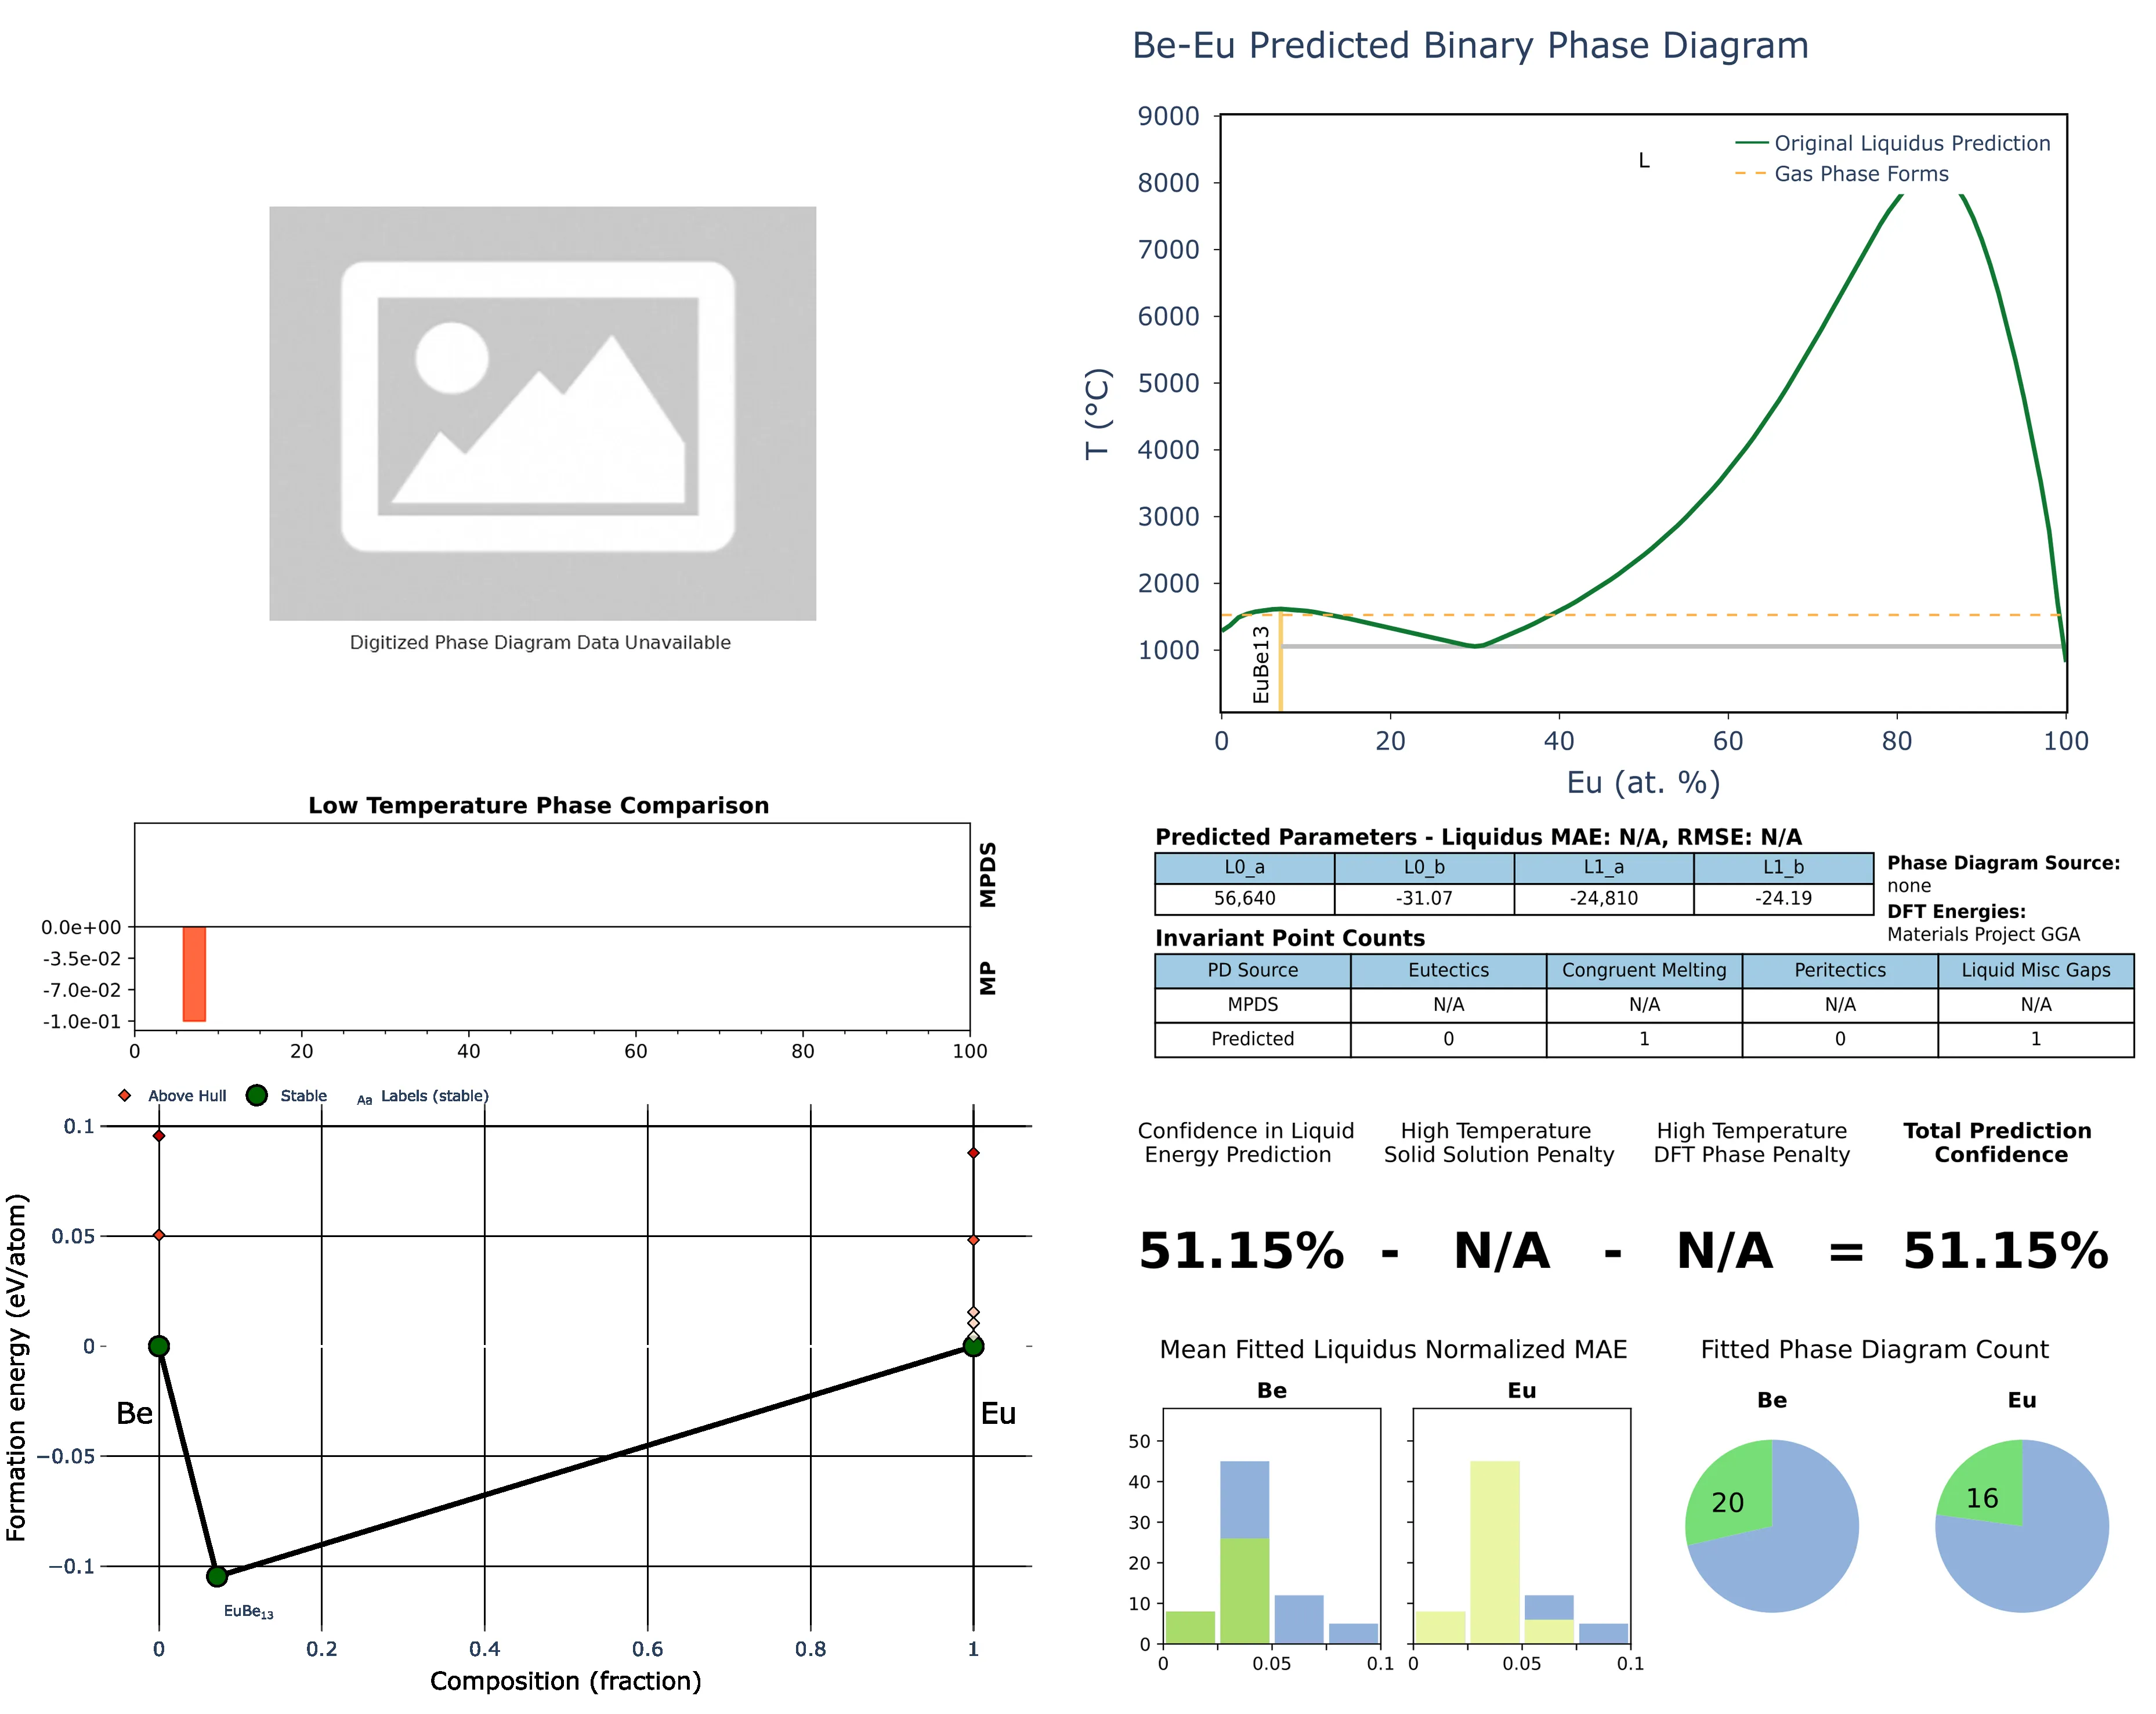 Be-Eu Predicted Binary Phase Diagram
9000
8000
7000
6000
5000
4000
3000
2000
1000
T (°C)
L
Original Liquidus Prediction
Gas Phase Forms
EuBe13
0 20 40 60 80 100
Eu (at. %)
Digitized Phase Diagram Data Unavailable
Low Temperature Phase Comparison
MPDS
MP
0.0e+00
-3.5e-02
-7.0e-02
-1.0e-01
0 20 40 60 80 100
Predicted Parameters - Liquidus MAE: N/A, RMSE: N/A
L0_a L0_b L1_a L1_b
56,640 -31.07 -24,810 -24.19
Phase Diagram Source:
none
DFT Energies:
Materials Project GGA
Invariant Point Counts
PD Source Eutectics Congruent Melting Peritectics Liquid Misc Gaps
MPDS N/A N/A N/A N/A
Predicted 0 1 0 1
Above Hull Stable Aa Labels (stable)
0.1
0.05
0
−0.05
−0.1
Formation energy (eV/atom)
Be
Eu
EuBe13
0 0.2 0.4 0.6 0.8 1
Composition (fraction)
Confidence in Liquid
Energy Prediction
High Temperature
Solid Solution Penalty
High Temperature
DFT Phase Penalty
Total Prediction
Confidence
51.15% - N/A - N/A = 51.15%
Mean Fitted Liquidus Normalized MAE
Be
Eu
50
40
30
20
10
0
0 0.05 0.1
0 0.05 0.1
Fitted Phase Diagram Count
Be
Eu
20
16